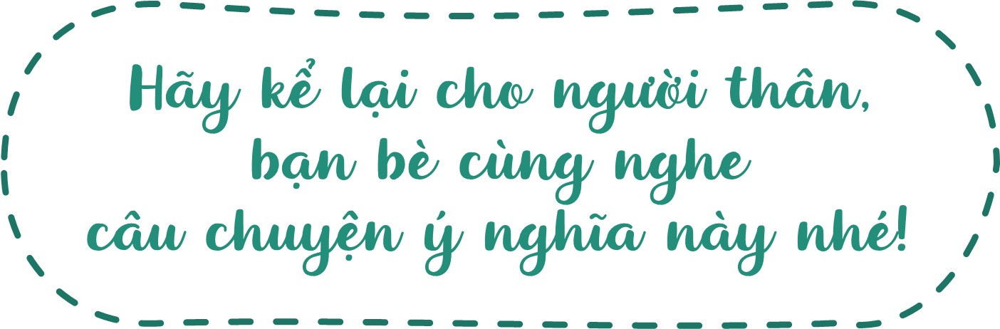 Hãy kể lại cho người thân,
bạn bè cùng nghe
câu chuyện ý nghĩa này nhé!